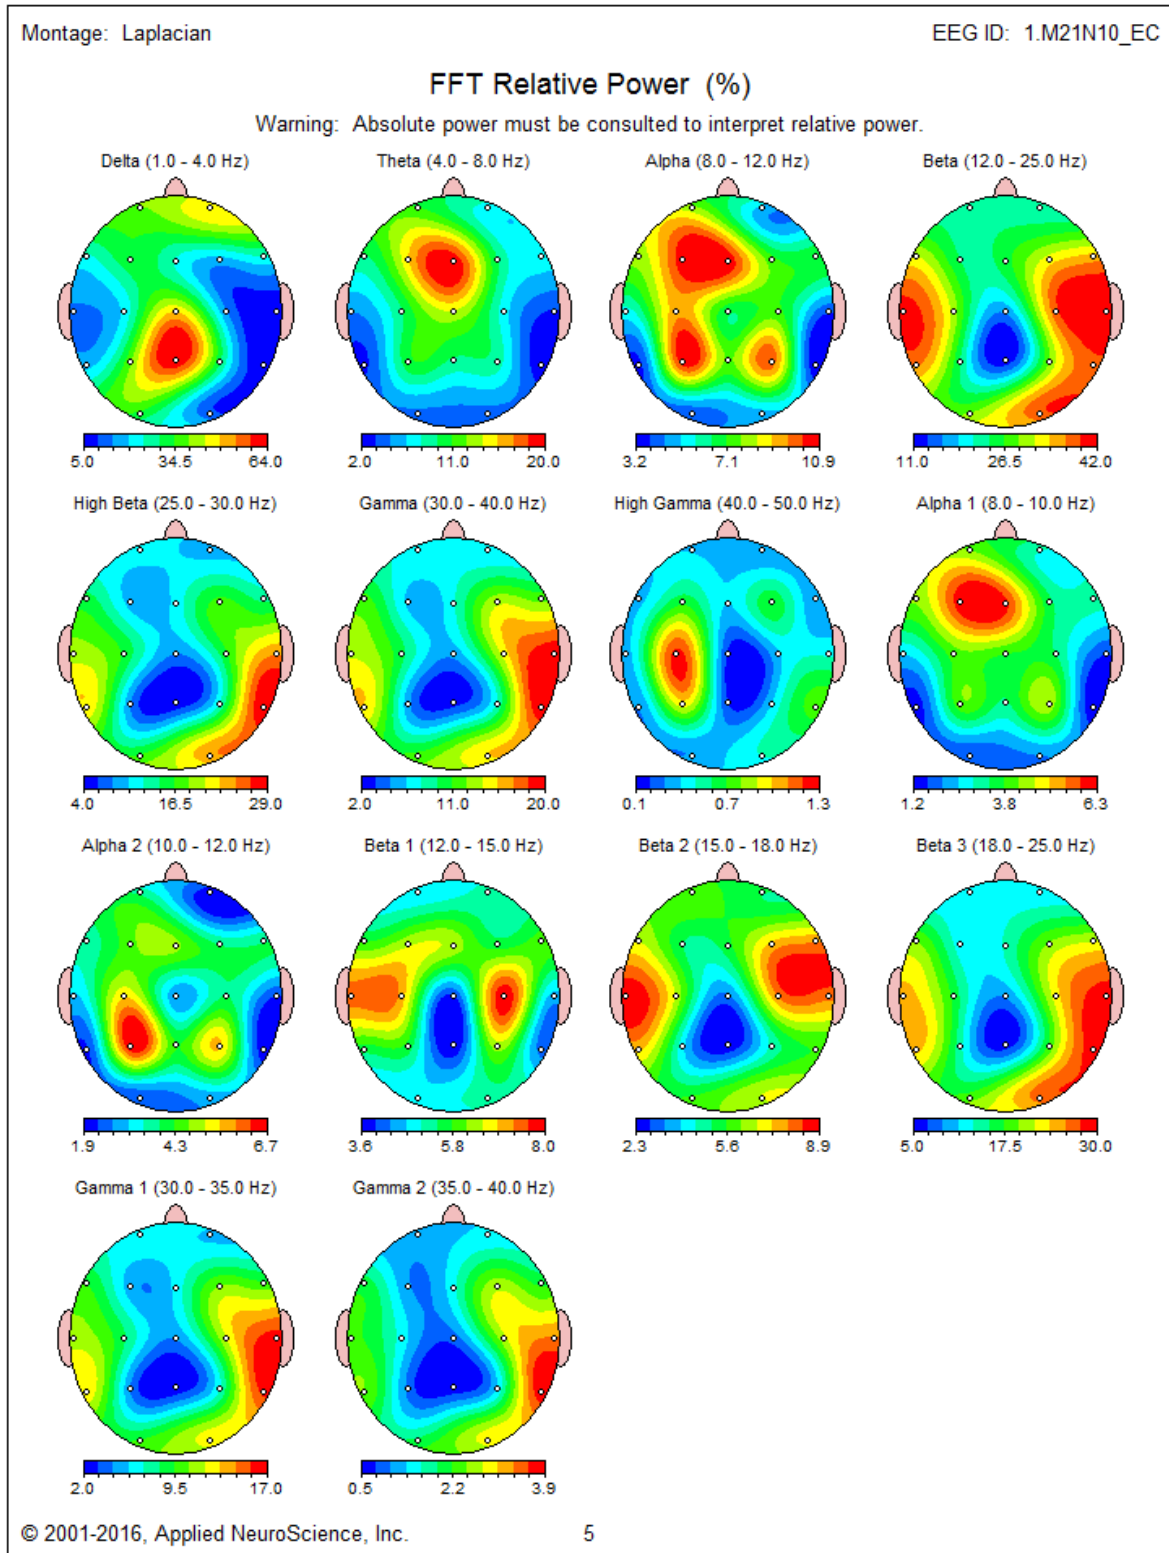 Montage: Laplacian
EEG ID: 1.M21N10_EC
FFT Relative Power (%)
Warning: Absolute power must be consulted to interpret relative power.
Delta (1.0 - 4.0 Hz)
Theta (4.0 - 8.0 Hz)
Alpha (8.0 - 12.0 Hz)
Beta (12.0 - 25.0 Hz)
5.0 34.5 64.0
2.0 11.0 20.0
3.2 7.1 10.9
11.0 26.5 42.0
High Beta (25.0 - 30.0 Hz)
Gamma (30.0 - 40.0 Hz)
High Gamma (40.0 - 50.0 Hz)
Alpha 1 (8.0 - 10.0 Hz)
4.0 16.5 29.0
2.0 11.0 20.0
0.1 0.7 1.3
1.2 3.8 6.3
Alpha 2 (10.0 - 12.0 Hz)
Beta 1 (12.0 - 15.0 Hz)
Beta 2 (15.0 - 18.0 Hz)
Beta 3 (18.0 - 25.0 Hz)
1.9 4.3 6.7
3.6 5.8 8.0
2.3 5.6 8.9
5.0 17.5 30.0
Gamma 1 (30.0 - 35.0 Hz)
Gamma 2 (35.0 - 40.0 Hz)
2.0 9.5 17.0
0.5 2.2 3.9
© 2001-2016, Applied NeuroScience, Inc.
5